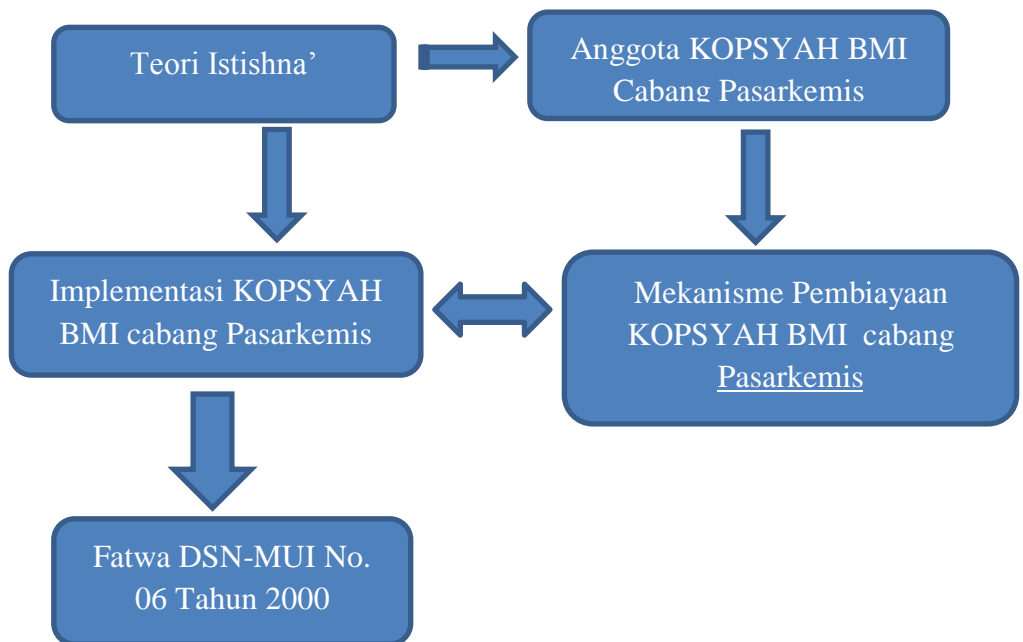 Teori Istishna’
Anggota KOPSYAH BMI
Cabang Pasarkemis
Implementasi KOPSYAH
BMI cabang Pasarkemis
Mekanisme Pembiayaan
KOPSYAH BMI cabang
Pasarkemis
Fatwa DSN-MUI No.
06 Tahun 2000